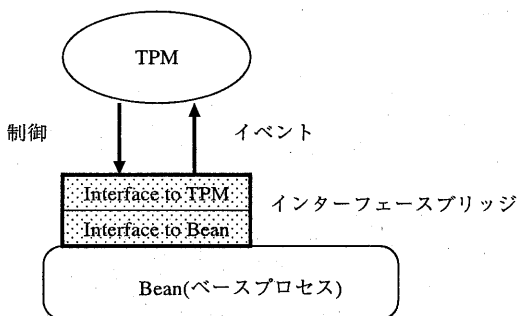 TPM
制御
イベント
Interface to TPM
インターフェースブリッジ
Interface to Bean
Bean(ベースプロセス)